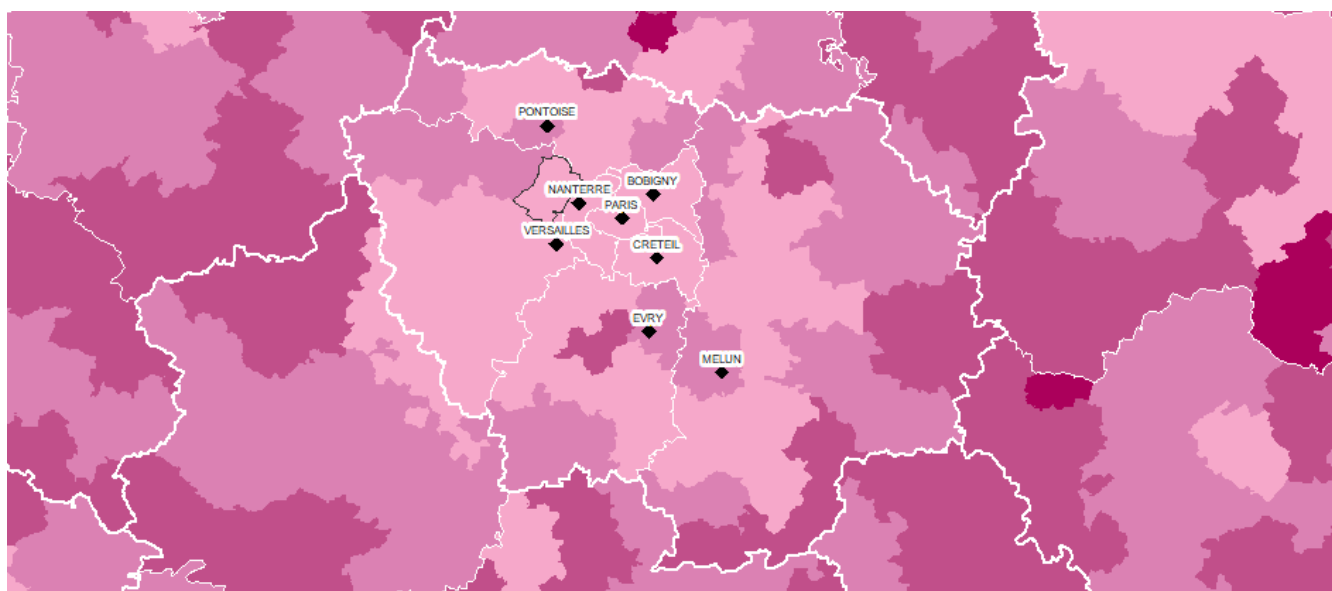 PONTOISE
BOBIGNY
NANTERRE
PARIS
VERSAILLES
CRETEIL
EVRY
MELUN